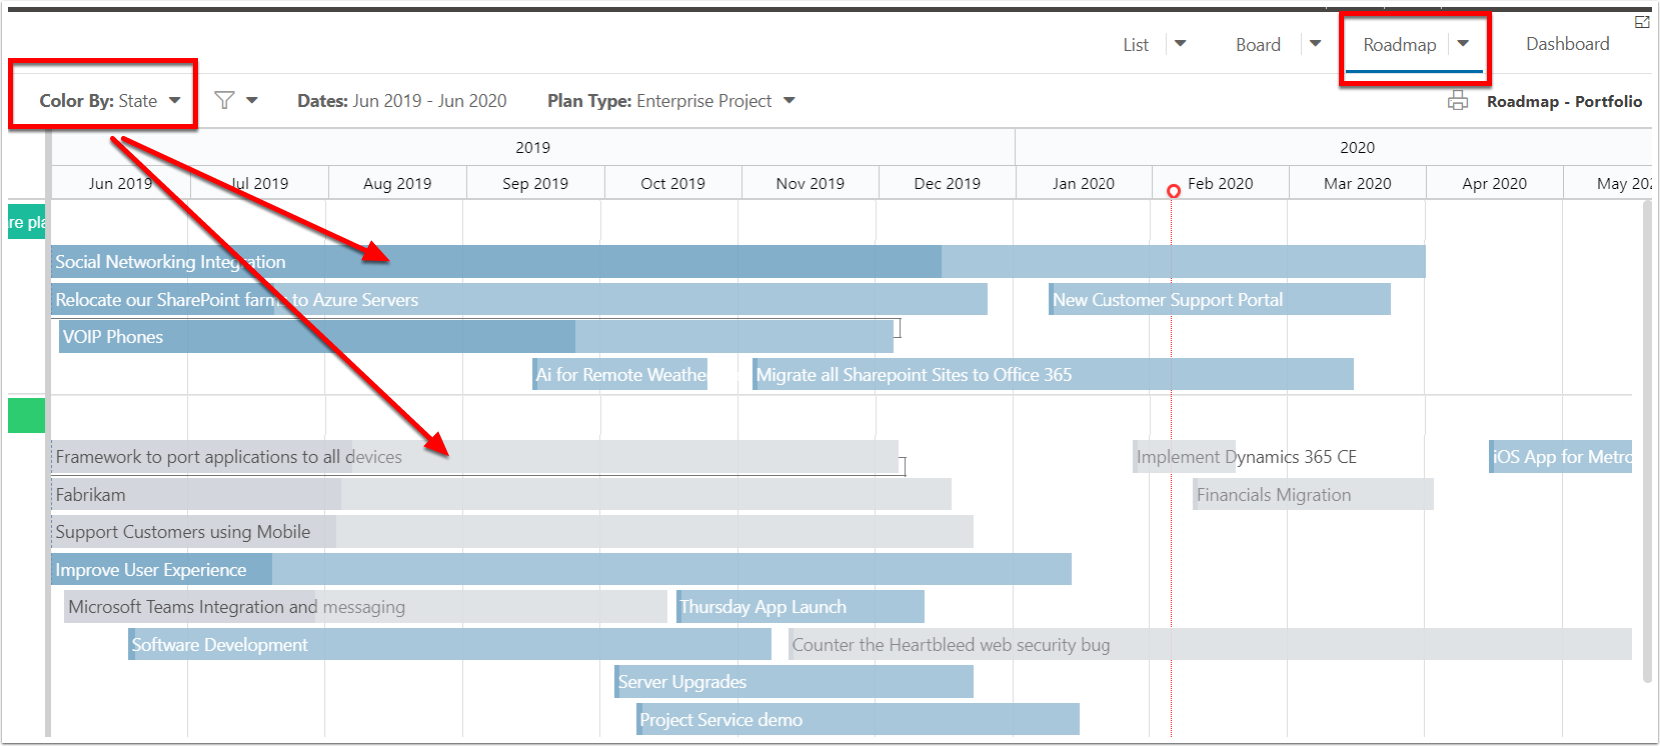 List Board Roadmap Dashboard
Color By: State Dates: Jun 2019 - Jun 2020 Plan Type: Enterprise Project Roadmap - Portfolio
2019 2020
Jun 2019 Jul 2019 Aug 2019 Sep 2019 Oct 2019 Nov 2019 Dec 2019 Jan 2020 Feb 2020 Mar 2020 Apr 2020 May 202
re pla
Social Networking Integration
Relocate our SharePoint farms to Azure Servers New Customer Support Portal
VOIP Phones
Ai for Remote Weathe Migrate all Sharepoint Sites to Office 365
Framework to port applications to all devices Implement Dynamics 365 CE iOS App for Metro
Fabrikam Financials Migration
Support Customers using Mobile
Improve User Experience
Microsoft Teams Integration and messaging Thursday App Launch
Software Development Counter the Heartbleed web security bug
Server Upgrades
Project Service demo